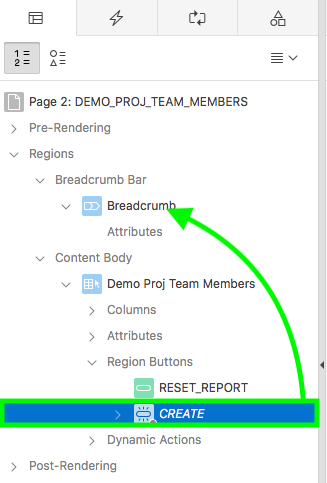 Page 2: DEMO_PROJ_TEAM_MEMBERS
Pre-Rendering
Regions
Breadcrumb Bar
Breadcrumb
Attributes
Content Body
Demo Proj Team Members
Columns
Attributes
Region Buttons
RESET_REPORT
CREATE
Dynamic Actions
Post-Rendering